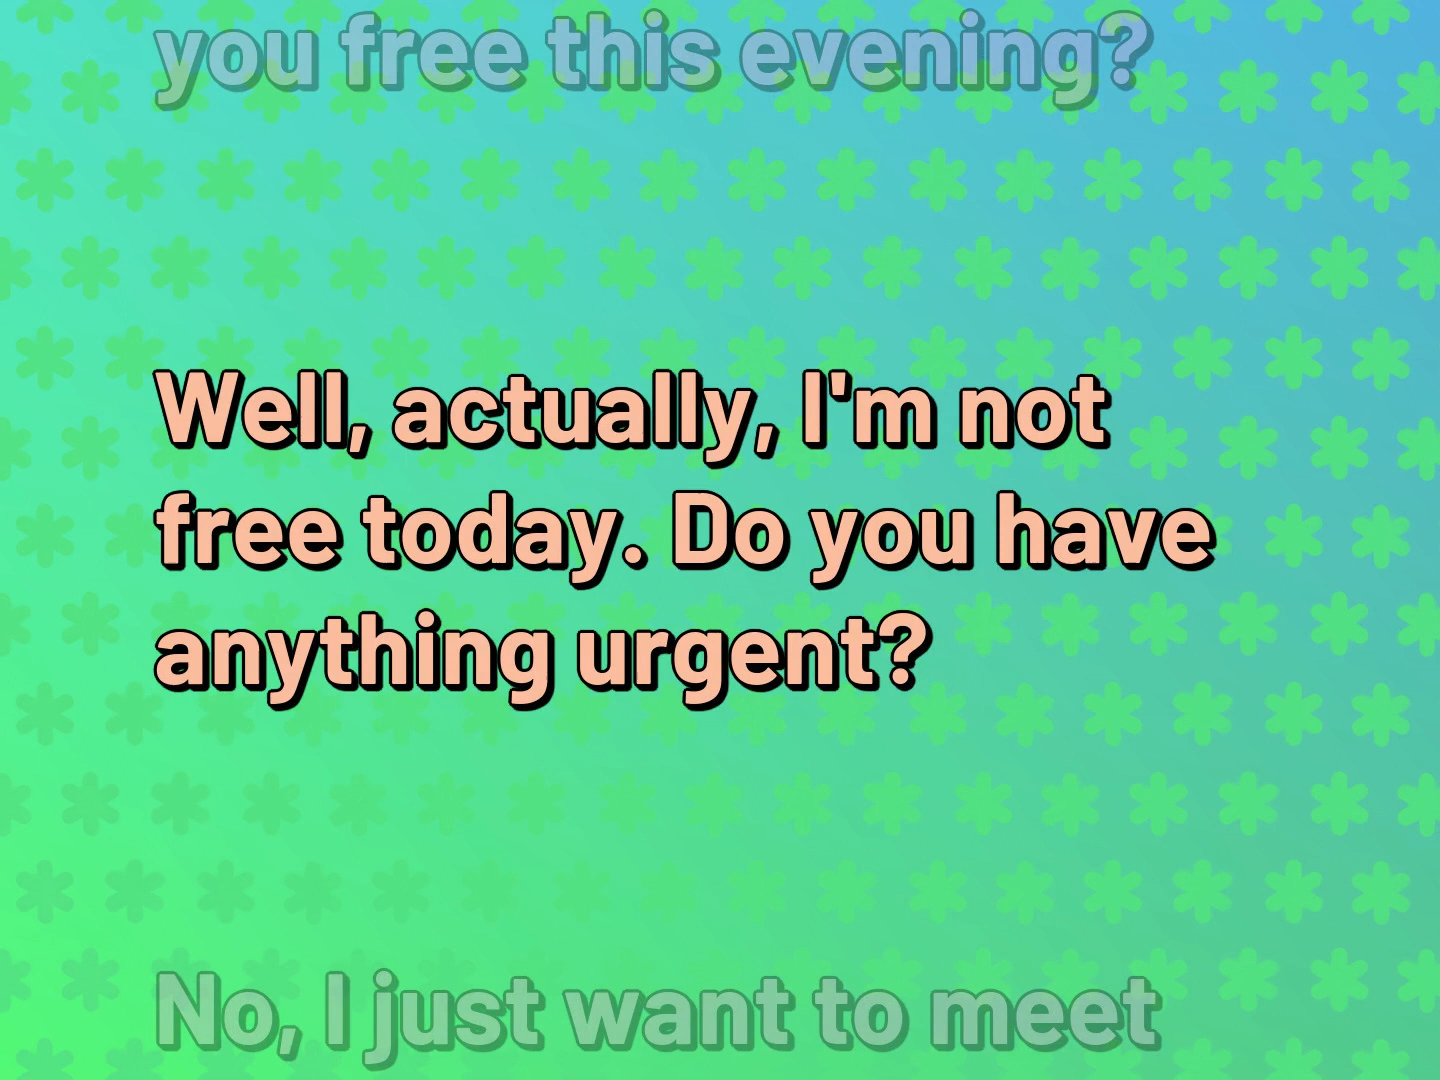 you free this evening?
Well, actually, I'm not
free today. Do you have
anything urgent?
No, I just want to meet